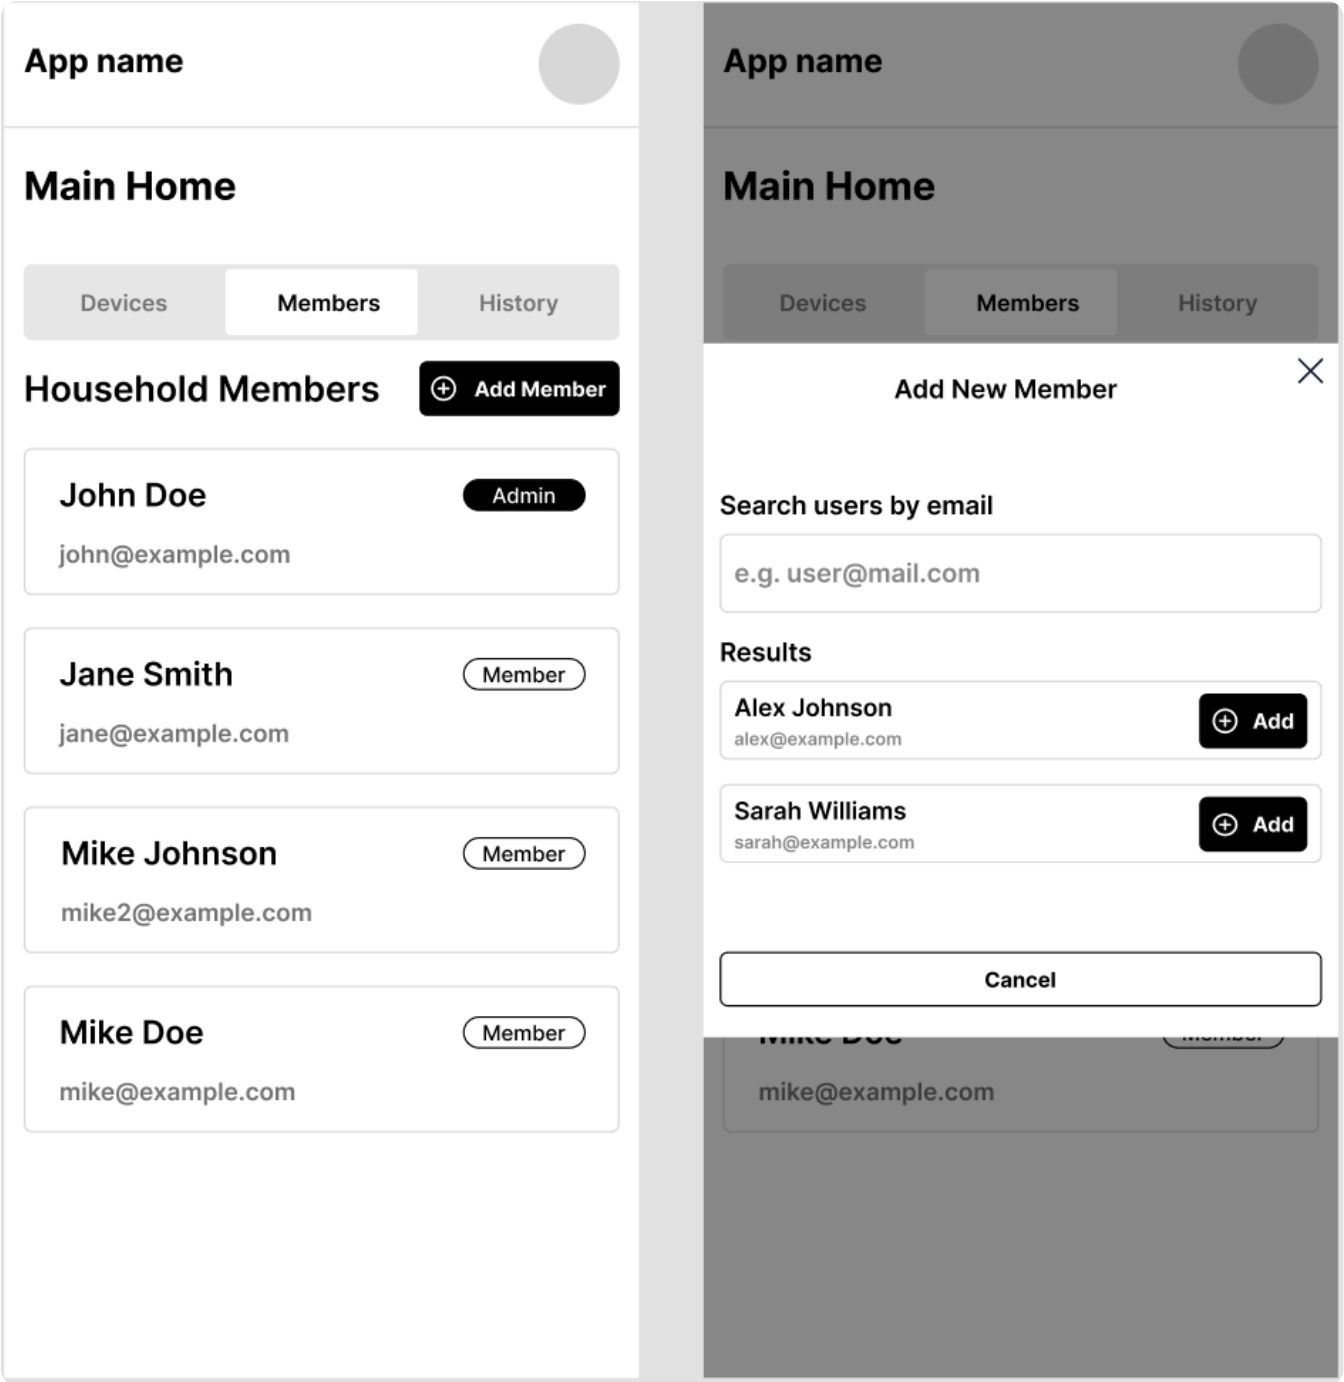 App name
Main Home
Devices Members History
Household Members Add Member
John Doe Admin
john@example.com
Jane Smith Member
jane@example.com
Mike Johnson Member
mike2@example.com
Mike Doe Member
mike@example.com
App name
Main Home
Devices Members History
Add New Member
Search users by email
e.g. user@mail.com
Results
Alex Johnson Add
alex@example.com
Sarah Williams Add
sarah@example.com
Cancel
Mike Doe Member
mike@example.com